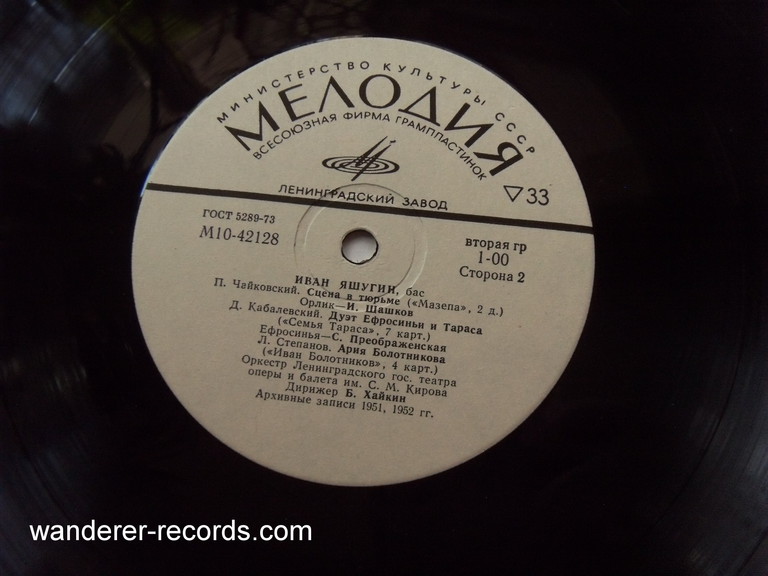 МИНИСТЕРСТВО КУЛЬТУРЫ СССР
МЕЛОДИЯ
ВСЕСОЮЗНАЯ ФИРМА ГРАМПЛАСТИНОК
ЛЕНИНГРАДСКИЙ ЗАВОД
▽33
ГОСТ 5289-73
М10-42128
вторая гр
1-00
Сторона 2
ИВАН ЯШУГИН, бас
П. Чайковский. Сцена в тюрьме («Мазепа», 2 д.)
Орлик—И. Шашков
Д. Кабалевский. Дуэт Ефросиньи и Тараса
(«Семья Тараса», 7 карт.)
Ефросинья—С. Преображенская
Л. Степанов. Ария Болотникова
(«Иван Болотников», 4 карт.)
Оркестр Ленинградского гос. театра
оперы и балета им. С. М. Кирова
Дирижер Б. Хайкин
Архивные записи 1951, 1952 гг.
wanderer-records.com